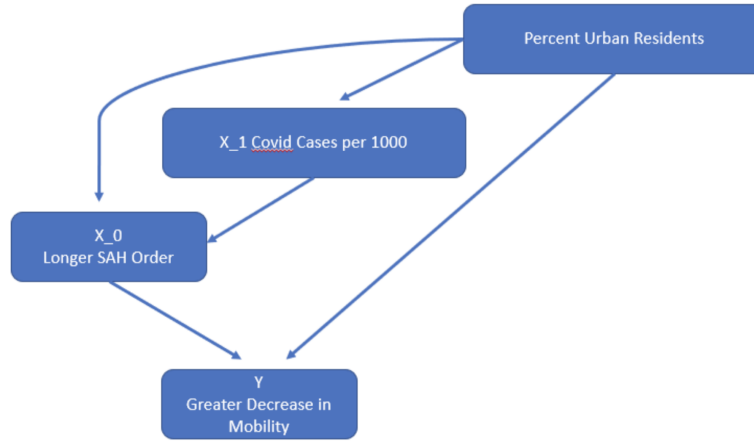 Percent Urban Residents
X_1 Covid Cases per 1000
X_0
Longer SAH Order
Y
Greater Decrease in
Mobility